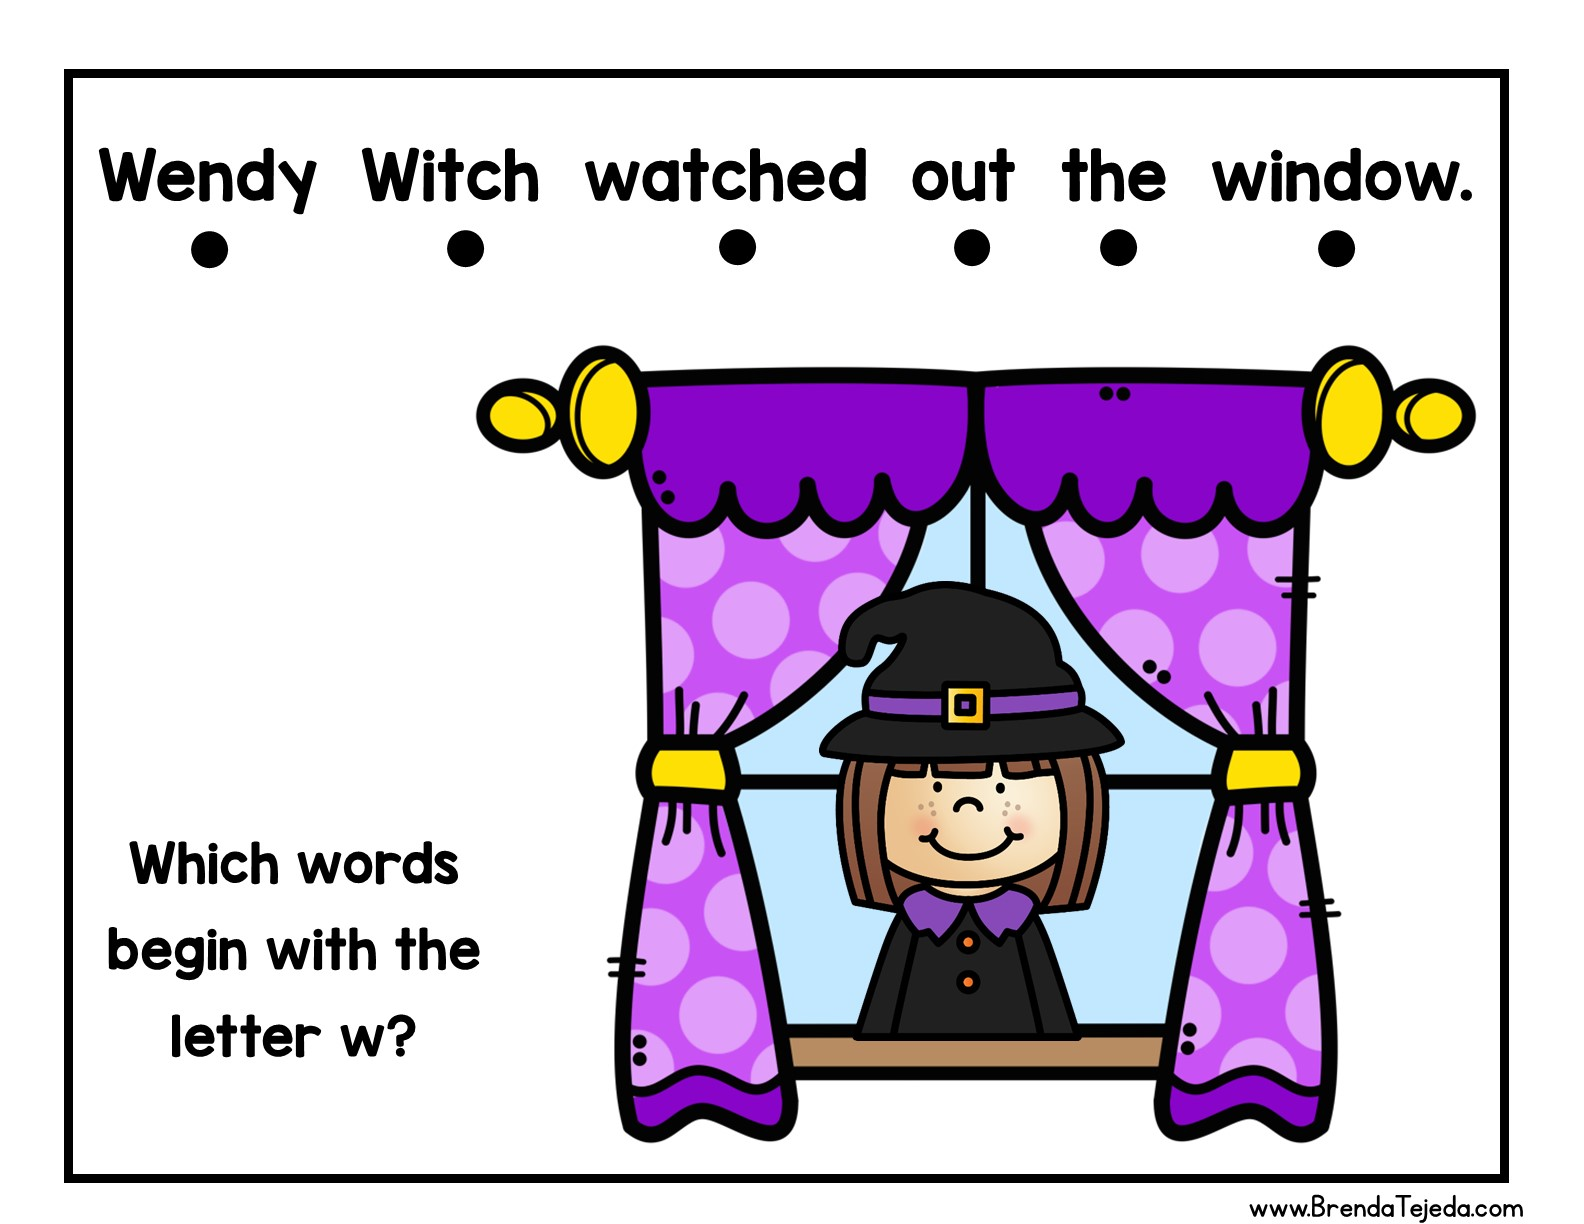 Wendy Witch watched out the window.
Which words
begin with the
letter w?
www.BrendaTejeda.com